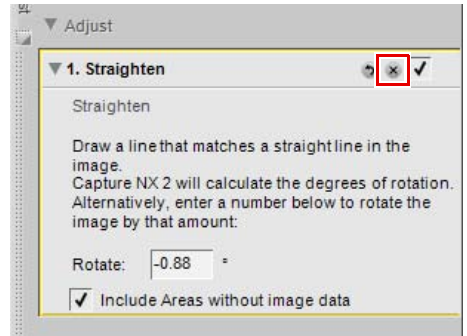 Adjust
1. Straighten
Straighten
Draw a line that matches a straight line in the
image.
Capture NX 2 will calculate the degrees of rotation.
Alternatively, enter a number below to rotate the
image by that amount:
Rotate: -0.88 °
Include Areas without image data